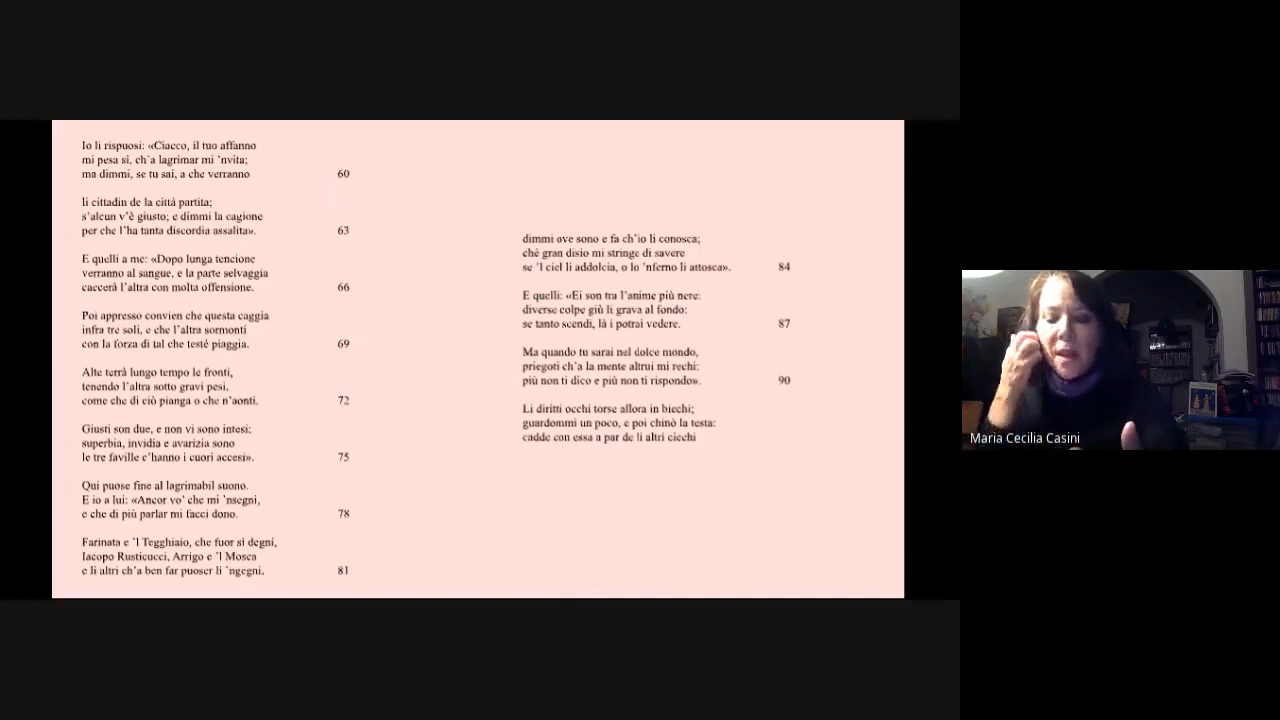 Io li rispuosi: «Ciacco, il tuo affanno
mi pesa sì, ch'a lagrimar mi 'nvita;
ma dimmi, se tu sai, a che verranno 60
li cittadin de la città partita;
s'alcun v'è giusto; e dimmi la cagione
per che l'ha tanta discordia assalita». 63
E quelli a me: «Dopo lunga tencione
verranno al sangue, e la parte selvaggia
caccerà l'altra con molta offensione. 66
Poi appresso convien che questa caggia
infra tre soli, e che l'altra sormonti
con la forza di tal che testé piaggia. 69
Alte terrà lungo tempo le fronti,
tenendo l'altra sotto gravi pesi,
come che di ciò pianga o che n'aonti. 72
Giusti son due, e non vi sono intesi;
superbia, invidia e avarizia sono
le tre faville c'hanno i cuori accesi». 75
Qui puose fine al lagrimabil suono.
E io a lui: «Ancor vo' che mi 'nsegni,
e che di più parlar mi facci dono. 78
Farinata e 'l Tegghiaio, che fuor sì degni,
Iacopo Rusticucci, Arrigo e 'l Mosca
e li altri ch'a ben far puoser li 'ngegni, 81
dimmi ove sono e fa ch'io li conosca;
ché gran disio mi stringe di savere
se 'l ciel li addolcia, o lo 'nferno li attosca». 84
E quelli: «Ei son tra l'anime più nere:
diverse colpe giù li grava al fondo:
se tanto scendi, là i potrai vedere. 87
Ma quando tu sarai nel dolce mondo,
priegoti ch'a la mente altrui mi rechi:
più non ti dico e più non ti rispondo». 90
Li diritti occhi torse allora in biechi;
guardommi un poco, e poi chinò la testa:
cadde con essa a par de li altri ciechi
Maria Cecilia Casini